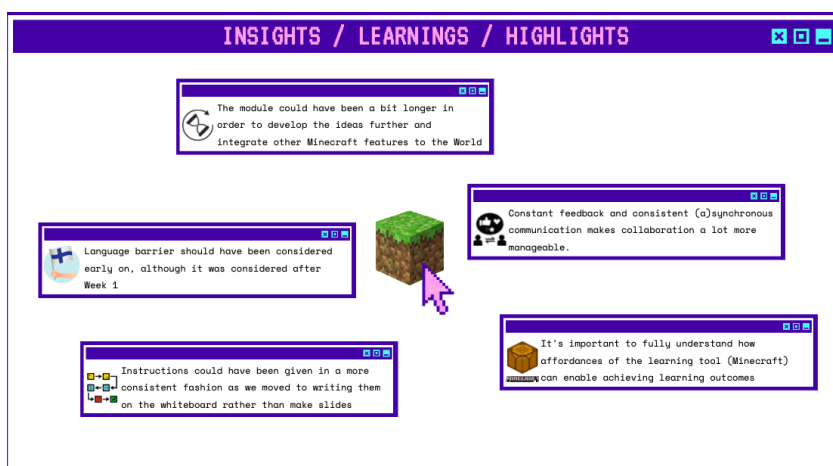 INSIGHTS / LEARNINGS / HIGHLIGHTS
The module could have been a bit longer in
order to develop the ideas further and
integrate other Minecraft features to the World
Constant feedback and consistent (a)synchronous
communication makes collaboration a lot more
manageable.
Language barrier should have been considered
early on, although it was considered after
Week 1
It's important to fully understand how
affordances of the learning tool (Minecraft)
can enable achieving learning outcomes
MINECRAFT
Instructions could have been given in a more
consistent fashion as we moved to writing them
on the whiteboard rather than make slides